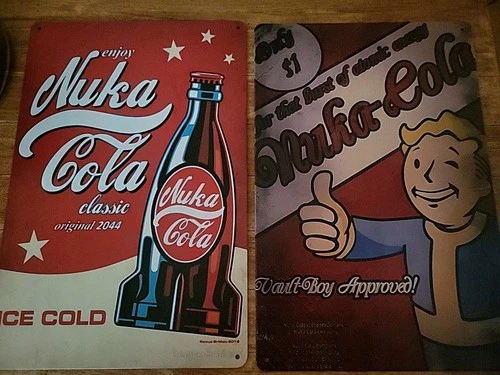 enjoy
Nuka
Cola
classic
original 2044
Nuka
Cola
ICE COLD
Only
$1
for that burst of atomic energy
Nuka-Cola
Vault-Boy Approved!